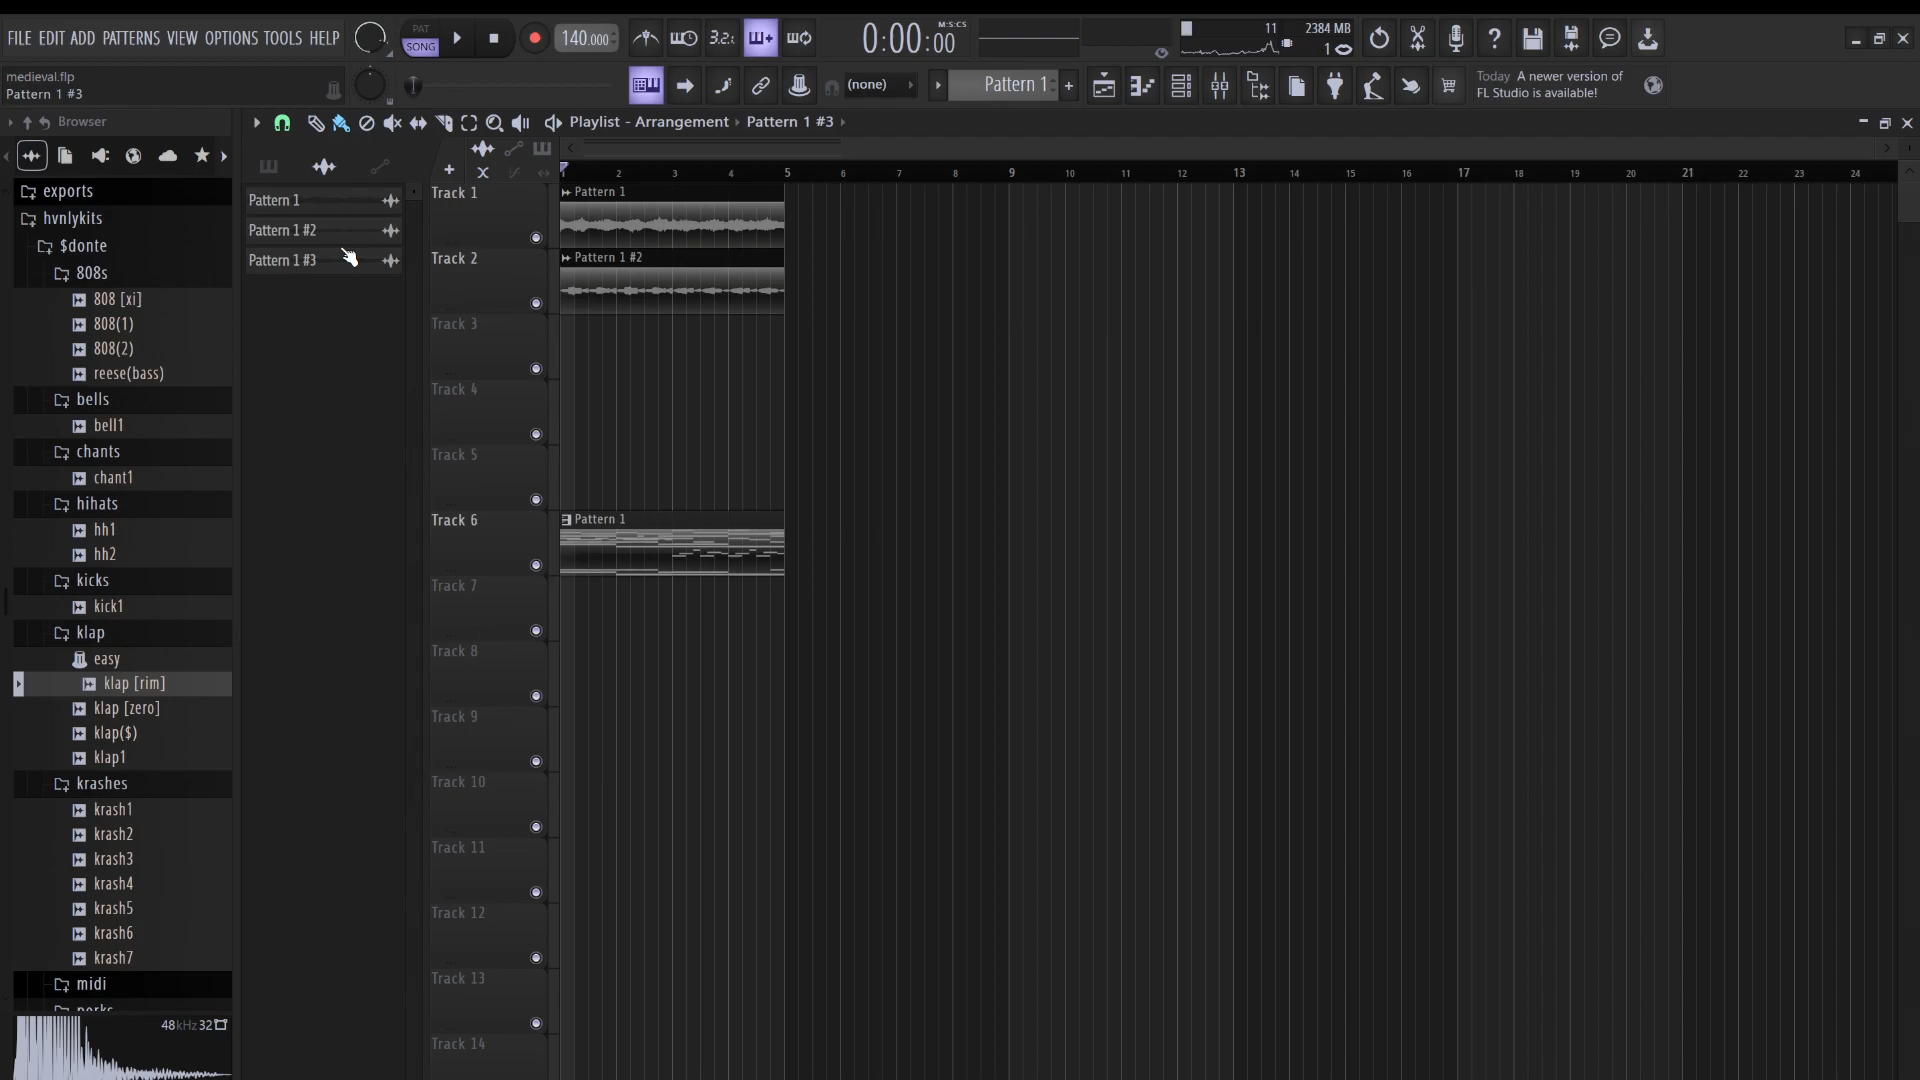 FILE EDIT ADD PATTERNS VIEW OPTIONS TOOLS HELP
PAT
SONG
140.000
3.2
0:00:00
M:S:CS
11
2384 MB
1
medieval.flp
Pattern 1 #3
(none)
Pattern 1
Today A newer version of
FL Studio is available!
Browser
Playlist - Arrangement
Pattern 1 #3
exports
hvnlykits
$donte
808s
808 [xi]
808(1)
808(2)
reese(bass)
bells
bell1
chants
chant1
hihats
hh1
hh2
kicks
kick1
klap
easy
klap [rim]
klap [zero]
klap($)
klap1
krashes
krash1
krash2
krash3
krash4
krash5
krash6
krash7
midi
perks
48kHz 32
Pattern 1
Pattern 1 #2
Pattern 1 #3
1 2 3 4 5 6 7 8 9 10 11 12 13 14 15 16 17 18 19 20 21 22 23 24
Track 1
Pattern 1
Track 2
Pattern 1 #2
Track 3
Track 4
Track 5
Track 6
Pattern 1
Track 7
Track 8
Track 9
Track 10
Track 11
Track 12
Track 13
Track 14